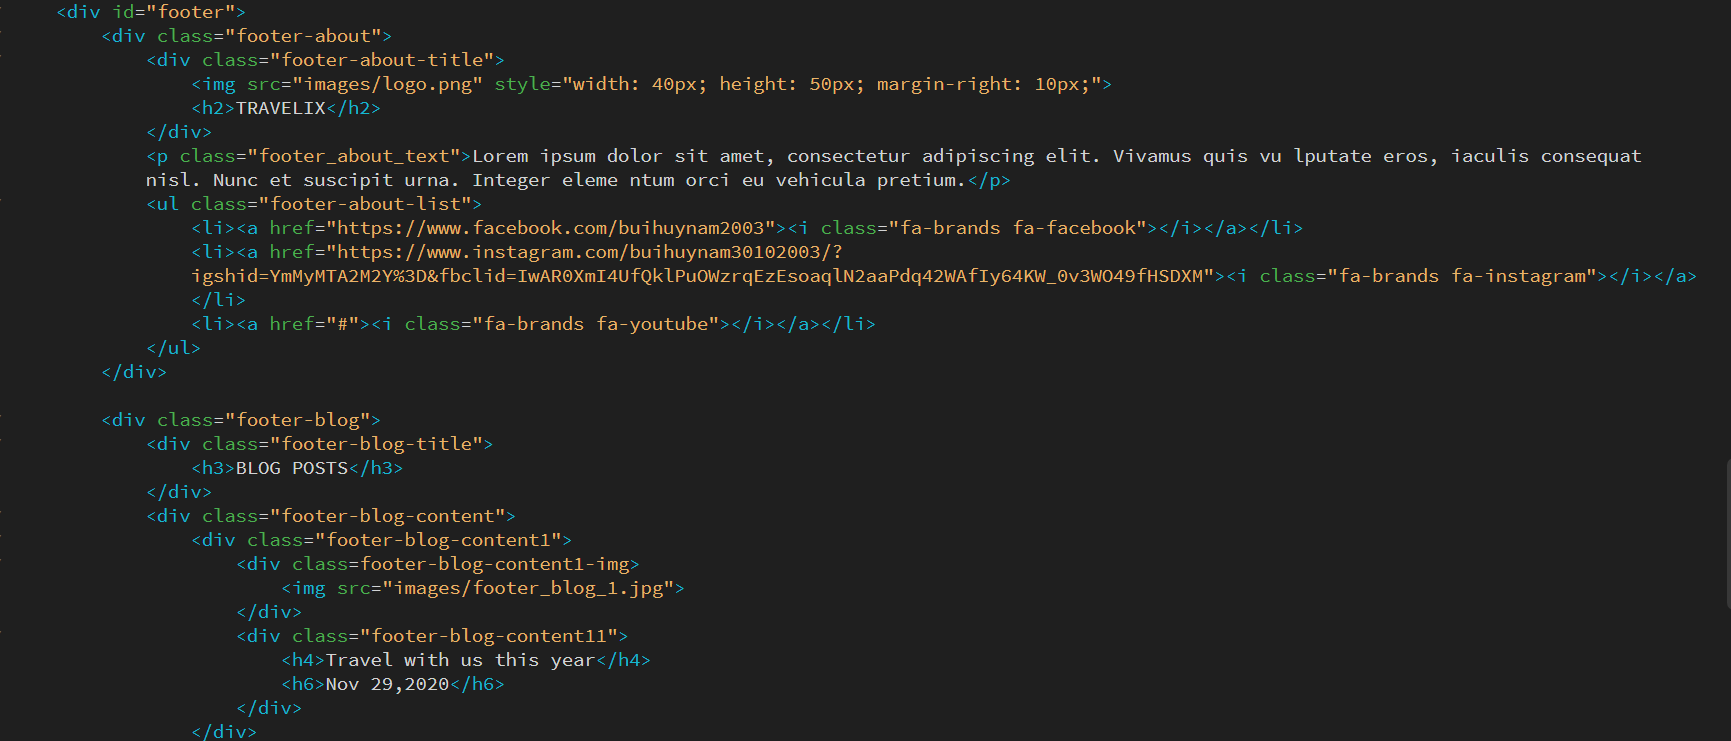 <div id="footer">
<div class="footer-about">
<div class="footer-about-title">
<img src="images/logo.png" style="width: 40px; height: 50px; margin-right: 10px;">
<h2>TRAVELIX</h2>
</div>
<p class="footer_about_text">Lorem ipsum dolor sit amet, consectetur adipiscing elit. Vivamus quis vu lputate eros, iaculis consequat
nisl. Nunc et suscipit urna. Integer eleme ntum orci eu vehicula pretium.</p>
<ul class="footer-about-list">
<li><a href="https://www.facebook.com/buihuynam2003"><i class="fa-brands fa-facebook"></i></a></li>
<li><a href="https://www.instagram.com/buihuynam30102003/?
igshid=YmMyMTA2M2Y%3D&fbclid=IwAR0XmI4UfQklPuOWzrqEzEsoaqlN2aaPdq42WAfIy64KW_0v3WO49fHSDXM"><i class="fa-brands fa-instagram"></i></a>
</li>
<li><a href="#"><i class="fa-brands fa-youtube"></i></a></li>
</ul>
</div>
<div class="footer-blog">
<div class="footer-blog-title">
<h3>BLOG POSTS</h3>
</div>
<div class="footer-blog-content">
<div class="footer-blog-content1">
<div class=footer-blog-content1-img>
<img src="images/footer_blog_1.jpg">
</div>
<div class="footer-blog-content11">
<h4>Travel with us this year</h4>
<h6>Nov 29,2020</h6>
</div>
</div>